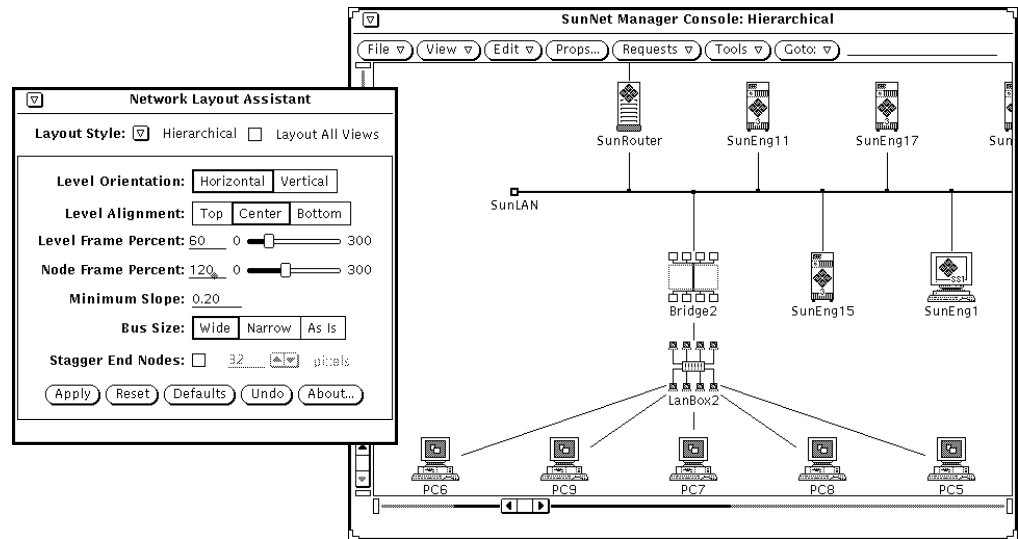 SunNet Manager Console: Hierarchical
File View Edit Props... Requests Tools Goto:
Network Layout Assistant
Layout Style: Hierarchical Layout All Views
Level Orientation: Horizontal Vertical
Level Alignment: Top Center Bottom
Level Frame Percent: 60 0 300
Node Frame Percent: 120 0 300
Minimum Slope: 0.20
Bus Size: Wide Narrow As Is
Stagger End Nodes: 32 pixels
Apply Reset Defaults Undo About...
SunRouter SunEng11 SunEng17 Sun
SunLAN
SS1
Bridge2 SunEng15 SunEng1
LanBox2
PC6 PC9 PC7 PC8 PC5